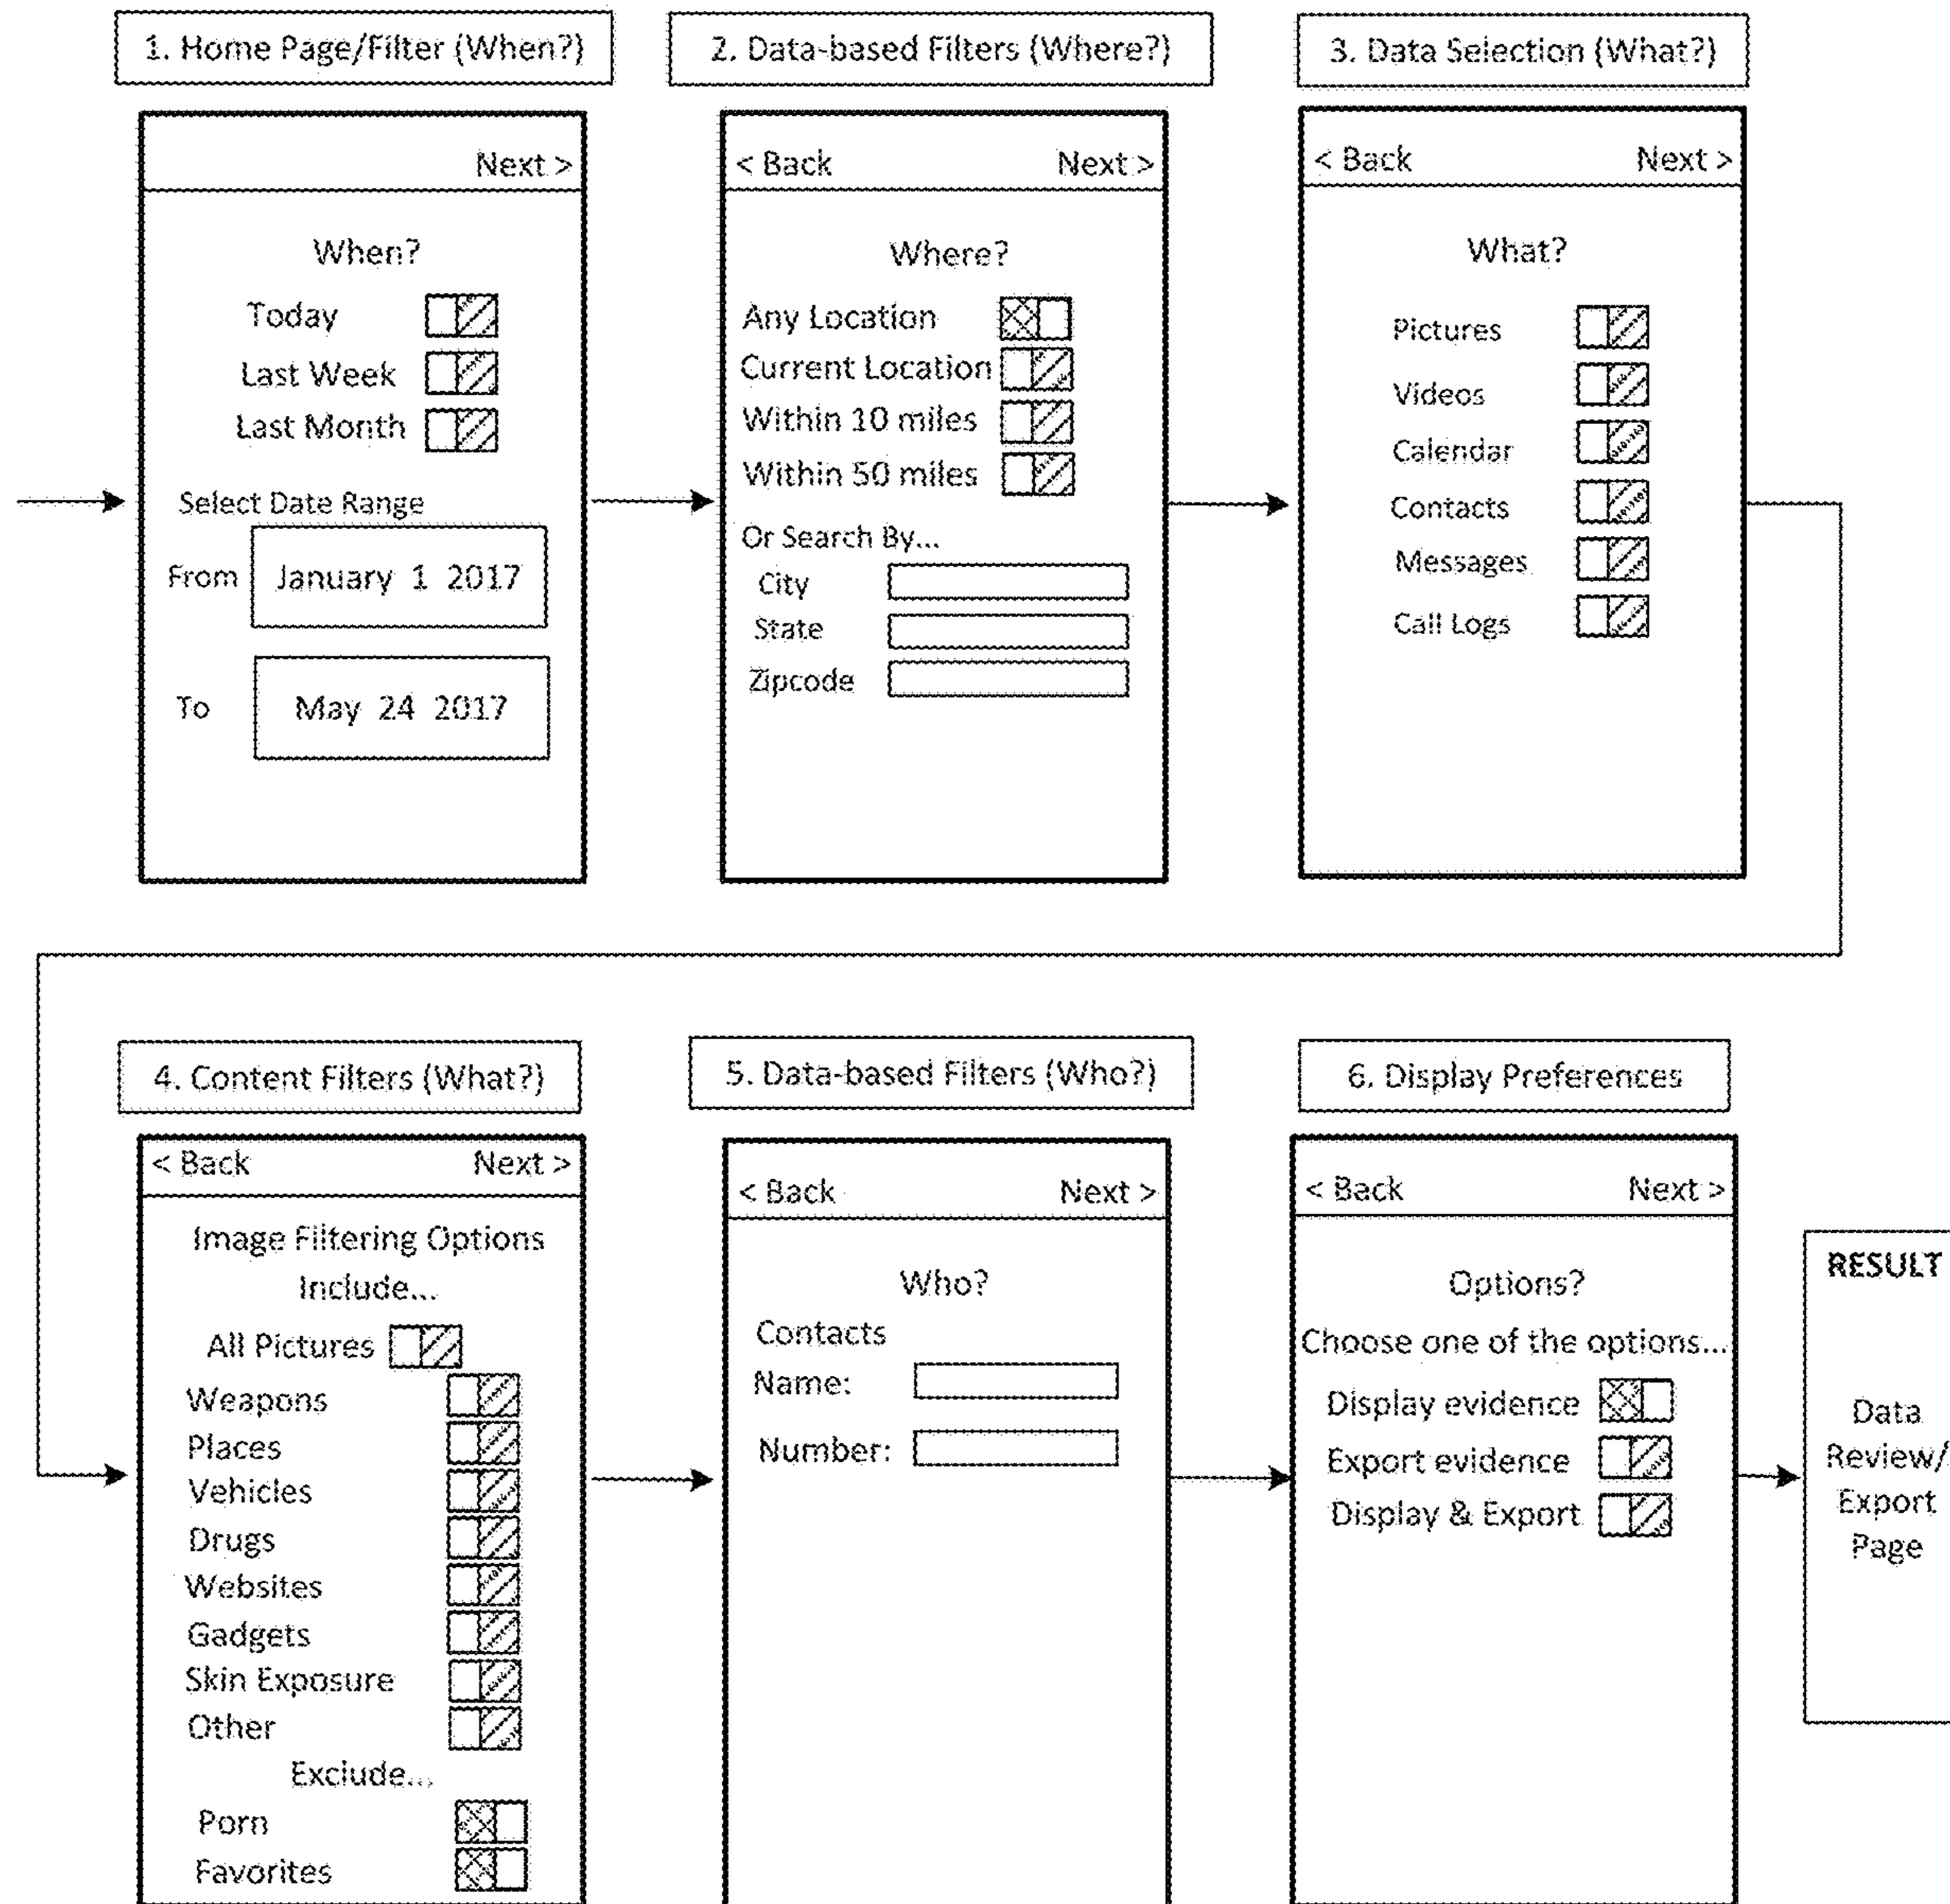 1. Home Page/Filter (When?)
2. Data-based Filters (Where?)
3. Data Selection (What?)
Next >
When?
Today
Last Week
Last Month
Select Date Range
From January 1 2017
To May 24 2017
< Back Next >
Where?
Any Location
Current Location
Within 10 miles
Within 50 miles
Or Search By...
City
State
Zipcode
< Back Next >
What?
Pictures
Videos
Calendar
Contacts
Messages
Call Logs
4. Content Filters (What?)
5. Data-based Filters (Who?)
6. Display Preferences
< Back Next >
Image Filtering Options
Include...
All Pictures
Weapons
Places
Vehicles
Drugs
Websites
Gadgets
Skin Exposure
Other
Exclude...
Porn
Favorites
< Back Next >
Who?
Contacts
Name:
Number:
< Back Next >
Options?
Choose one of the options...
Display evidence
Export evidence
Display & Export
RESULT
Data
Review/
Export
Page